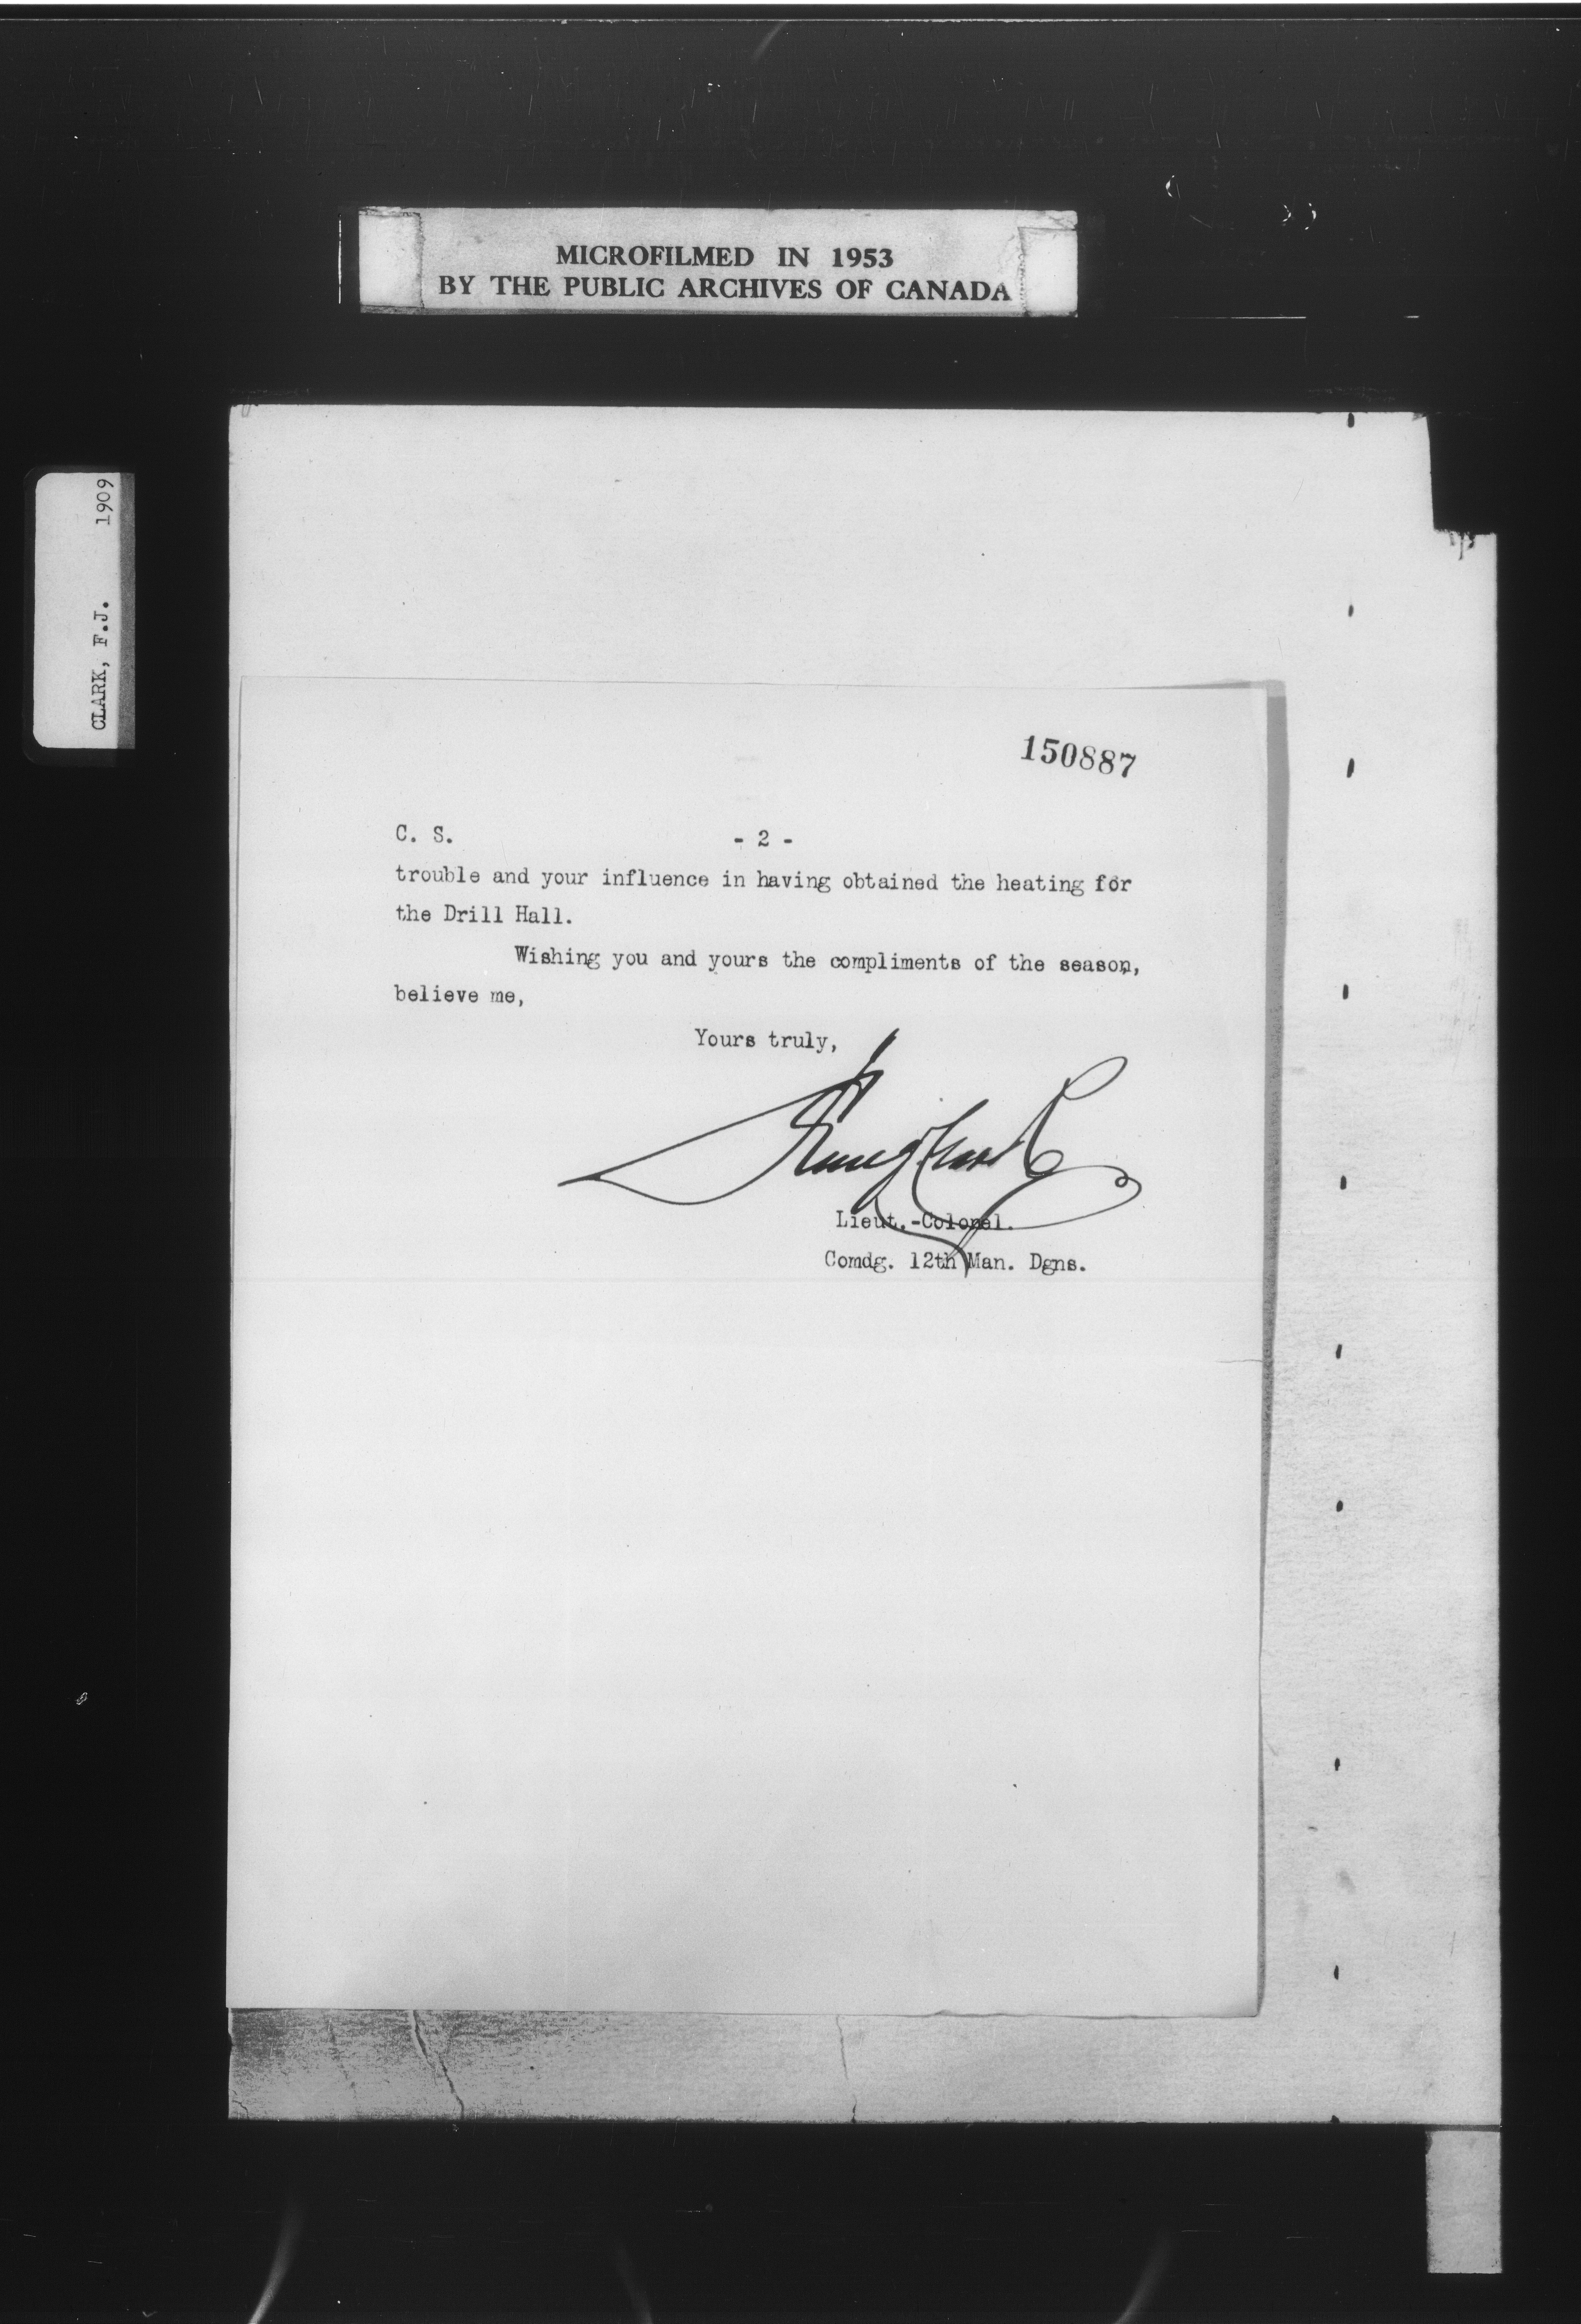 MICROFILMED IN 1953
BY THE PUBLIC ARCHIVES OF CANADA
CLARK, F.J. 1909
150887
C. S. - 2 -
trouble and your influence in having obtained the heating for
the Drill Hall.
Wishing you and yours the compliments of the season,
believe me,
Yours truly,
Lieut.-Colonel.
Comdg. 12th Man. Dgns.